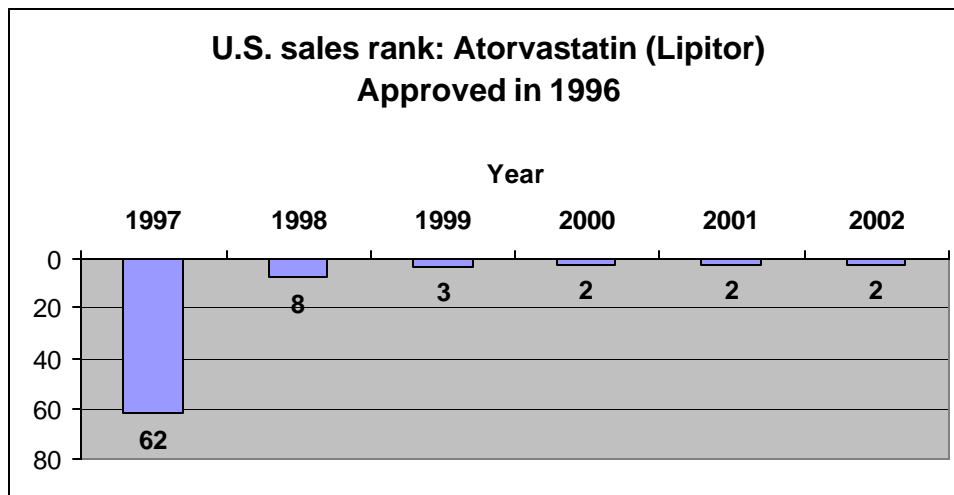 U.S. sales rank: Atorvastatin (Lipitor)
Approved in 1996
Year
1997 1998 1999 2000 2001 2002
0
20
40
60
80
62 8 3 2 2 2